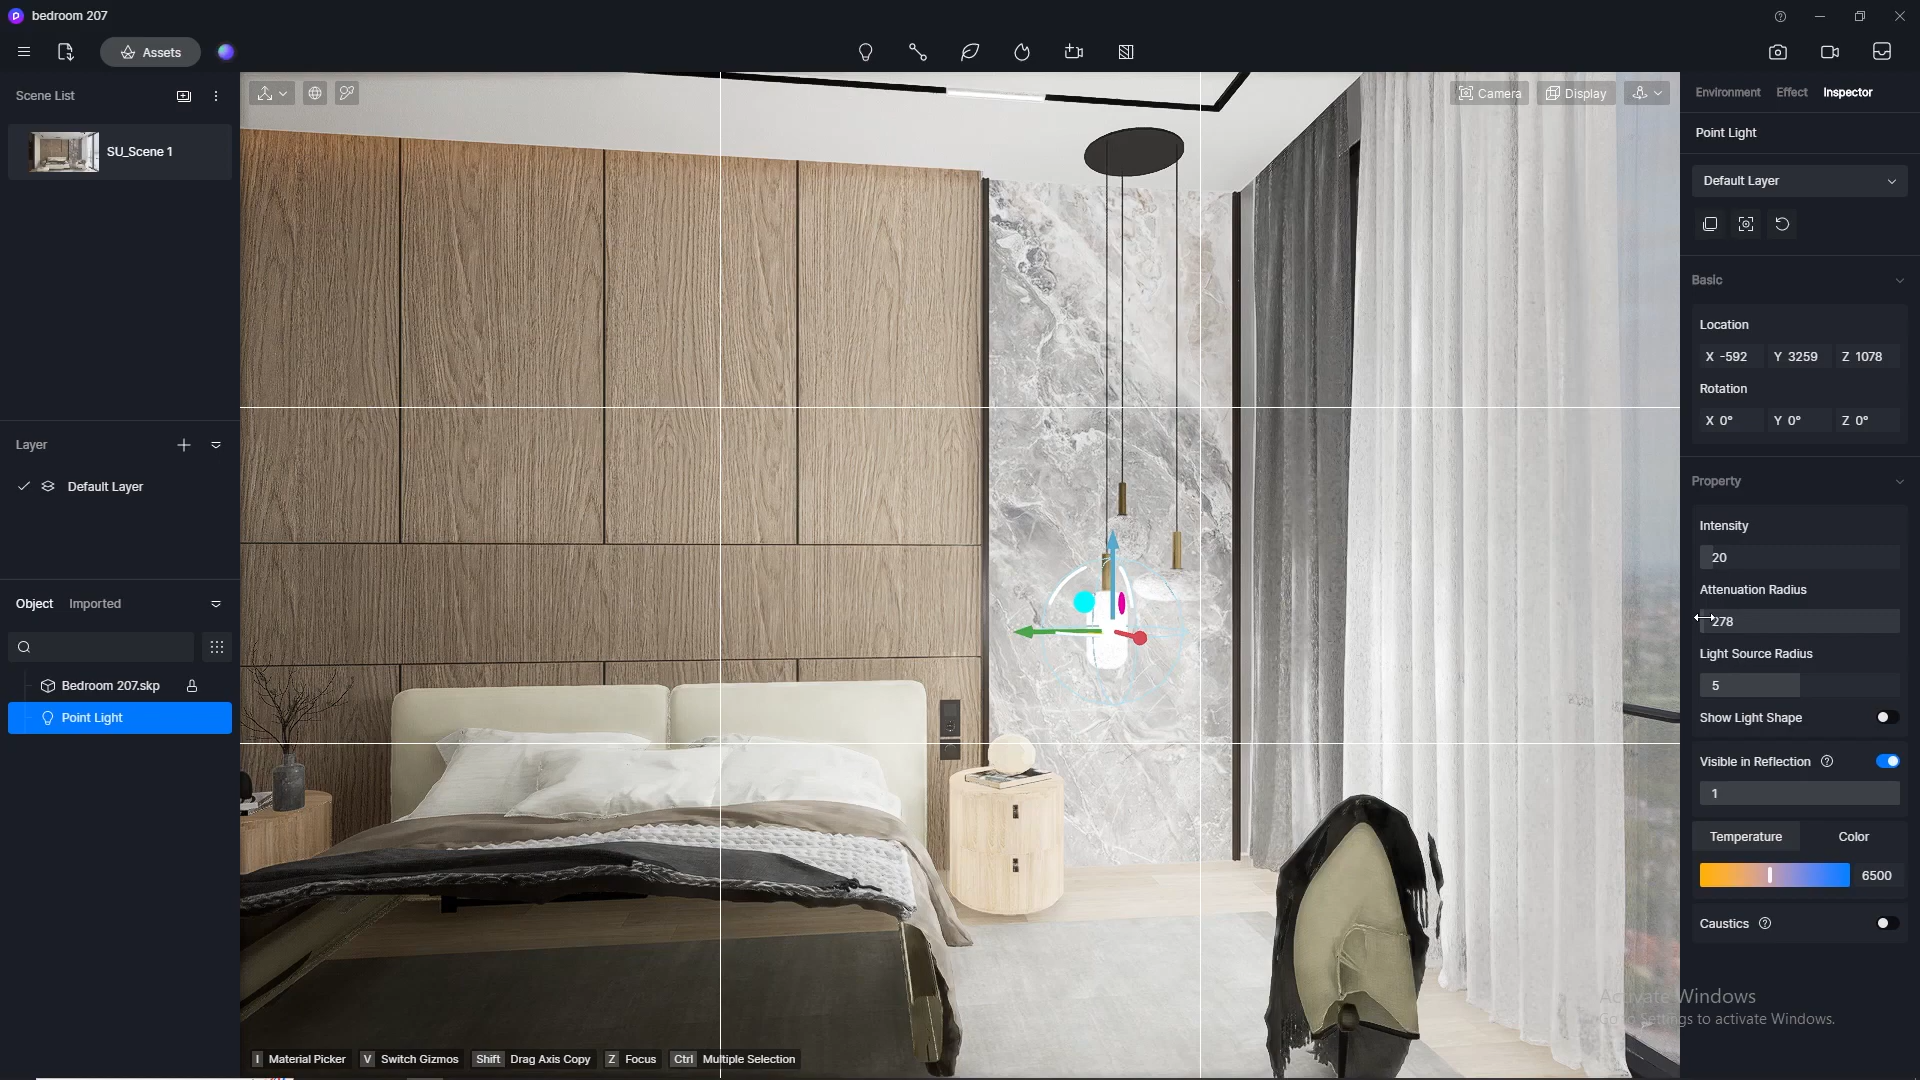 bedroom 207
Assets
Scene List
SU_Scene 1
Layer
Default Layer
Object Imported
Bedroom 207.skp
Point Light
Camera
Display
I Material Picker V Switch Gizmos Shift Drag Axis Copy Z Focus Ctrl Multiple Selection
Environment Effect Inspector
Point Light
Default Layer
Basic
Location
X -592 Y 3259 Z 1078
Rotation
X 0° Y 0° Z 0°
Property
Intensity
20
Attenuation Radius
278
Light Source Radius
5
Show Light Shape
Visible in Reflection
1
Temperature Color
6500
Caustics
Activate Windows
Go to Settings to activate Windows.